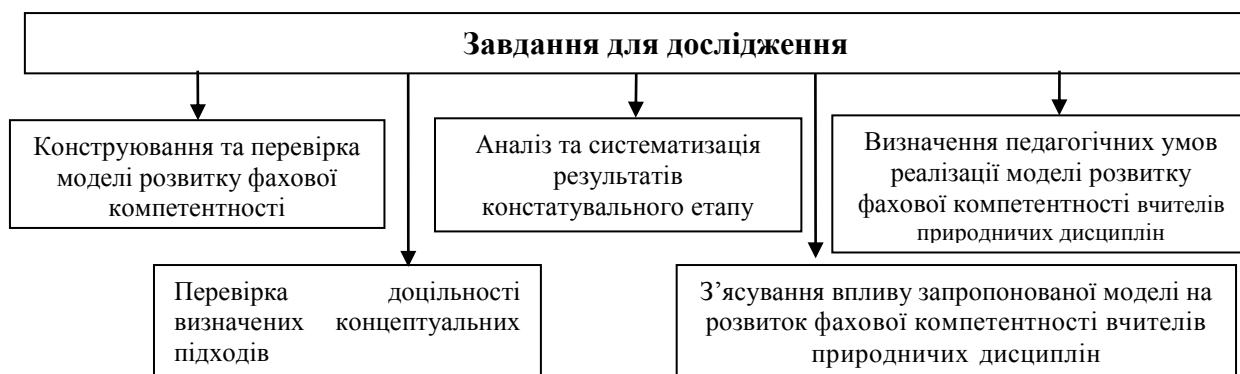 Завдання для дослідження
Конструювання та перевірка
моделі розвитку фахової
компетентності
Аналіз та систематизація
результатів
констатувального етапу
Визначення педагогічних умов
реалізації моделі розвитку
фахової компетентності вчителів
природничих дисциплін
Перевірка доцільності
визначених концептуальних
підходів
З’ясування впливу запропонованої моделі на
розвиток фахової компетентності вчителів
природничих дисциплін